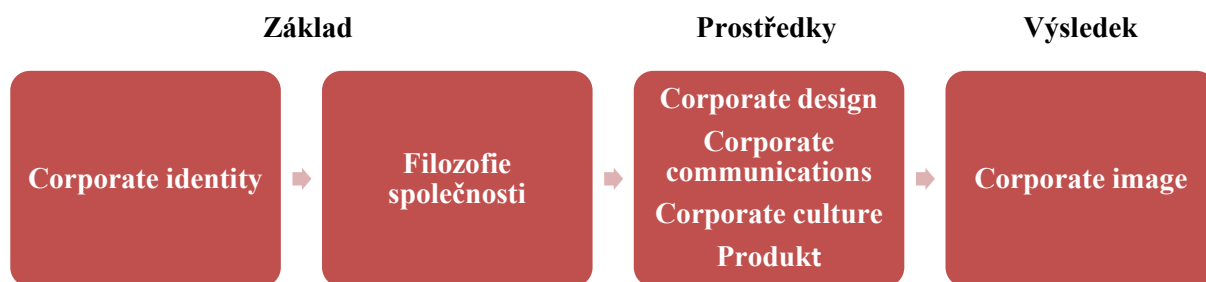 Základ
Prostředky
Výsledek
Corporate identity
Filozofie
společnosti
Corporate design
Corporate
communications
Corporate culture
Produkt
Corporate image